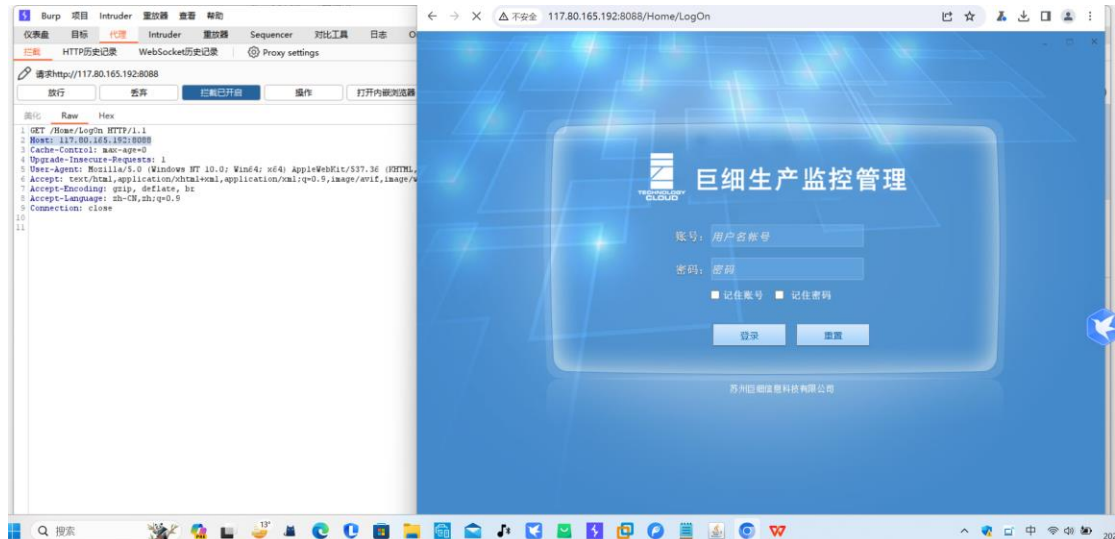 Burp 项目 Intruder 重放器 查看 帮助
仪表盘 目标 代理 Intruder 重放器 Sequencer 对比工具 日志 O
拦截 HTTP历史记录 WebSocket历史记录 Proxy settings
请求http://117.80.165.192:8088
放行 丢弃 拦截已开启 操作 打开内嵌浏览器
美化 Raw Hex
1 GET /Home/LogOn HTTP/1.1
2 Host: 117.80.165.192:8088
3 Cache-Control: max-age=0
4 Upgrade-Insecure-Requests: 1
5 User-Agent: Mozilla/5.0 (Windows NT 10.0; Win64; x64) AppleWebKit/537.36 (KHTML,
6 Accept: text/html,application/xhtml+xml,application/xml;q=0.9,image/avif,image/w
7 Accept-Encoding: gzip, deflate, br
8 Accept-Language: zh-CN,zh;q=0.9
9 Connection: close
10
11
不安全 117.80.165.192:8088/Home/LogOn
TECHNOLOGY
CLOUD
巨细生产监控管理
账号: 用户名帐号
密码: 密码
记住账号 记住密码
登录 重置
苏州巨细信息科技有限公司
搜索 13° 中 202